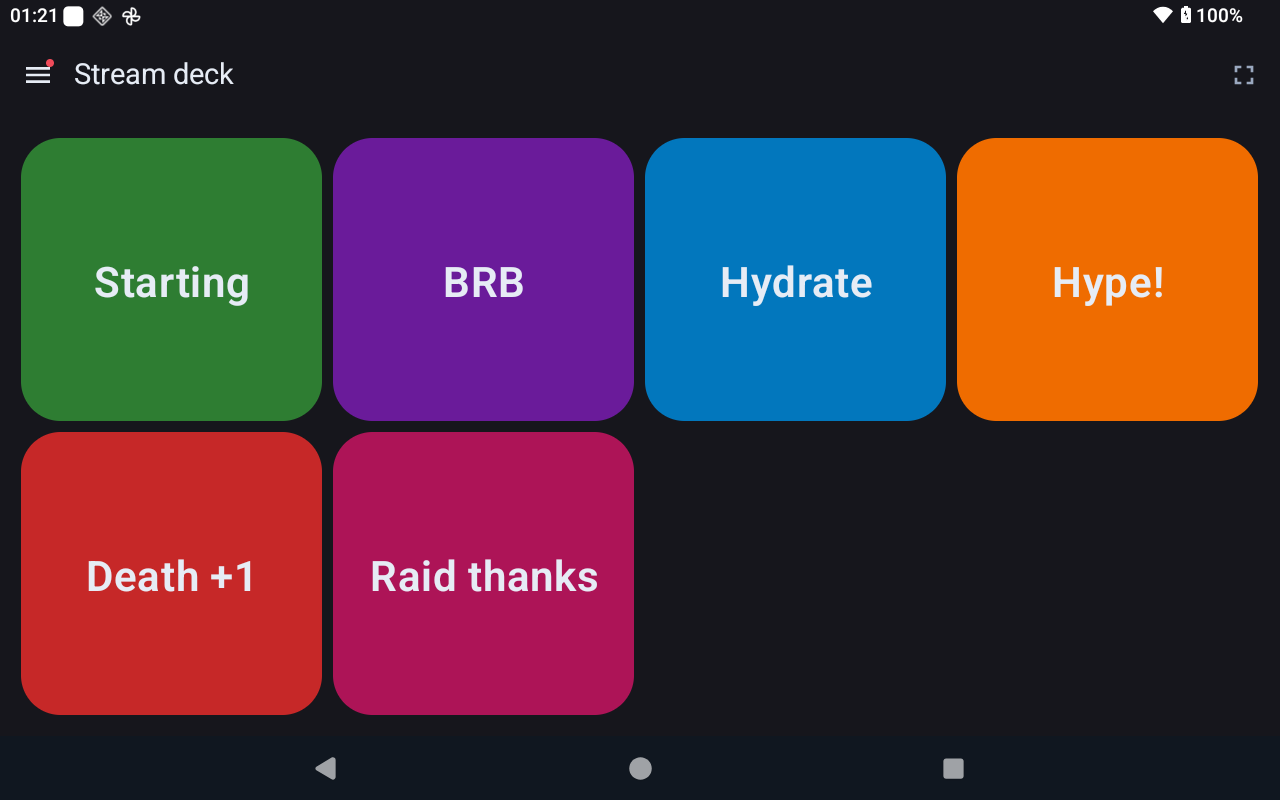 01:21
100%
Stream deck
Starting
BRB
Hydrate
Hype!
Death +1
Raid thanks